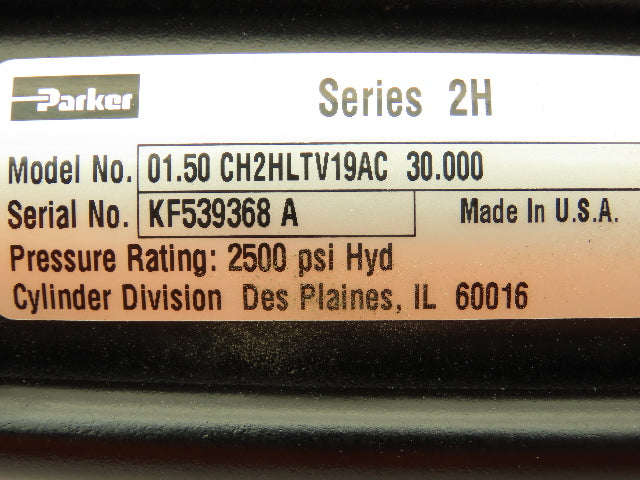 Parker Series 2H
Model No. 01.50 CH2HLTV19AC 30.000
Serial No. KF539368 A Made In U.S.A.
Pressure Rating: 2500 psi Hyd
Cylinder Division Des Plaines, IL 60016